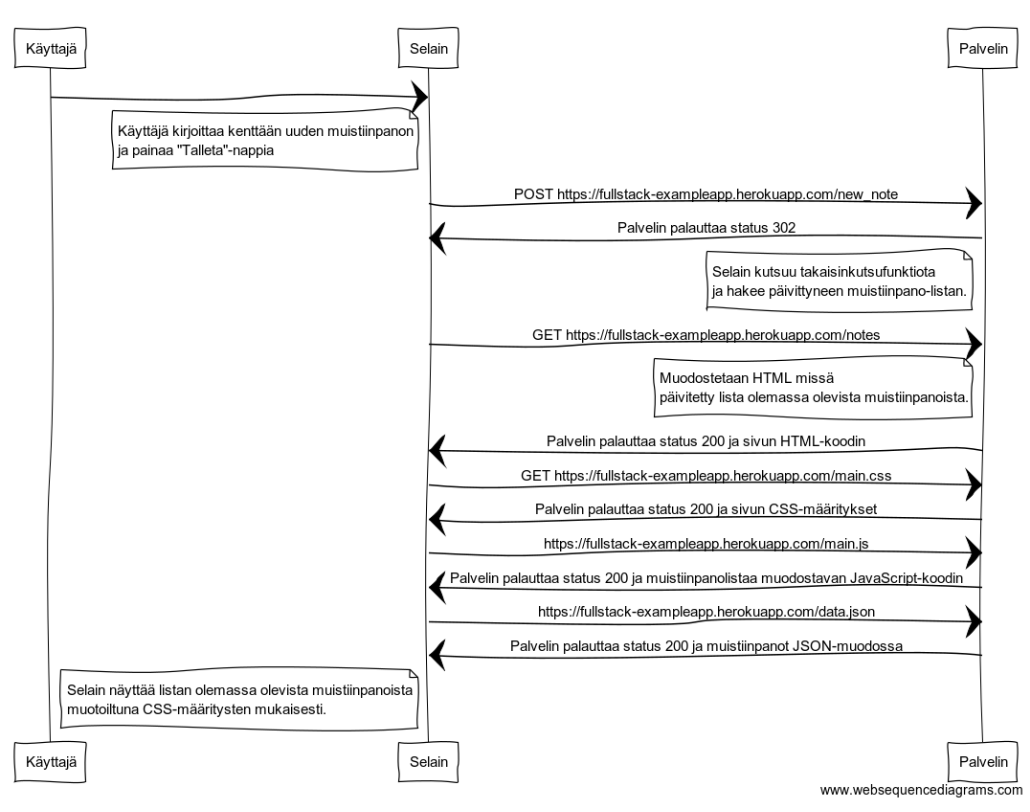 Käyttäjä
Selain
Palvelin
Käyttäjä kirjoittaa kenttään uuden muistiinpanon
ja painaa "Talleta"-nappia
POST https://fullstack-exampleapp.herokuapp.com/new_note
Palvelin palauttaa status 302
Selain kutsuu takaisinkutsufunktiota
ja hakee päivittyneen muistiinpano-listan.
GET https://fullstack-exampleapp.herokuapp.com/notes
Muodostetaan HTML missä
päivitetty lista olemassa olevista muistiinpanoista.
Palvelin palauttaa status 200 ja sivun HTML-koodin
GET https://fullstack-exampleapp.herokuapp.com/main.css
Palvelin palauttaa status 200 ja sivun CSS-määritykset
https://fullstack-exampleapp.herokuapp.com/main.js
Palvelin palauttaa status 200 ja muistiinpanolistaa muodostavan JavaScript-koodin
https://fullstack-exampleapp.herokuapp.com/data.json
Palvelin palauttaa status 200 ja muistiinpanot JSON-muodossa
Selain näyttää listan olemassa olevista muistiinpanoista
muotoiltuna CSS-määritysten mukaisesti.
Käyttäjä
Selain
Palvelin
www.websequencediagrams.com